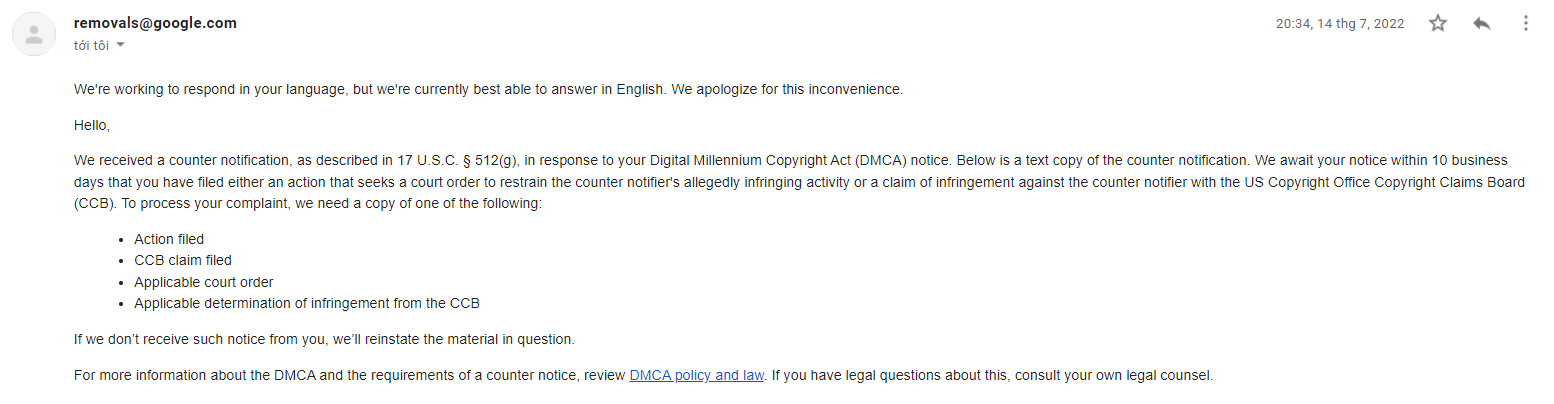 removals@google.com
20:34, 14 thg 7, 2022
tới tôi
We're working to respond in your language, but we're currently best able to answer in English. We apologize for this inconvenience.
Hello,
We received a counter notification, as described in 17 U.S.C. § 512(g), in response to your Digital Millennium Copyright Act (DMCA) notice. Below is a text copy of the counter notification. We await your notice within 10 business
days that you have filed either an action that seeks a court order to restrain the counter notifier's allegedly infringing activity or a claim of infringement against the counter notifier with the US Copyright Office Copyright Claims Board
(CCB). To process your complaint, we need a copy of one of the following:
• Action filed
• CCB claim filed
• Applicable court order
• Applicable determination of infringement from the CCB
If we don’t receive such notice from you, we’ll reinstate the material in question.
For more information about the DMCA and the requirements of a counter notice, review DMCA policy and law. If you have legal questions about this, consult your own legal counsel.